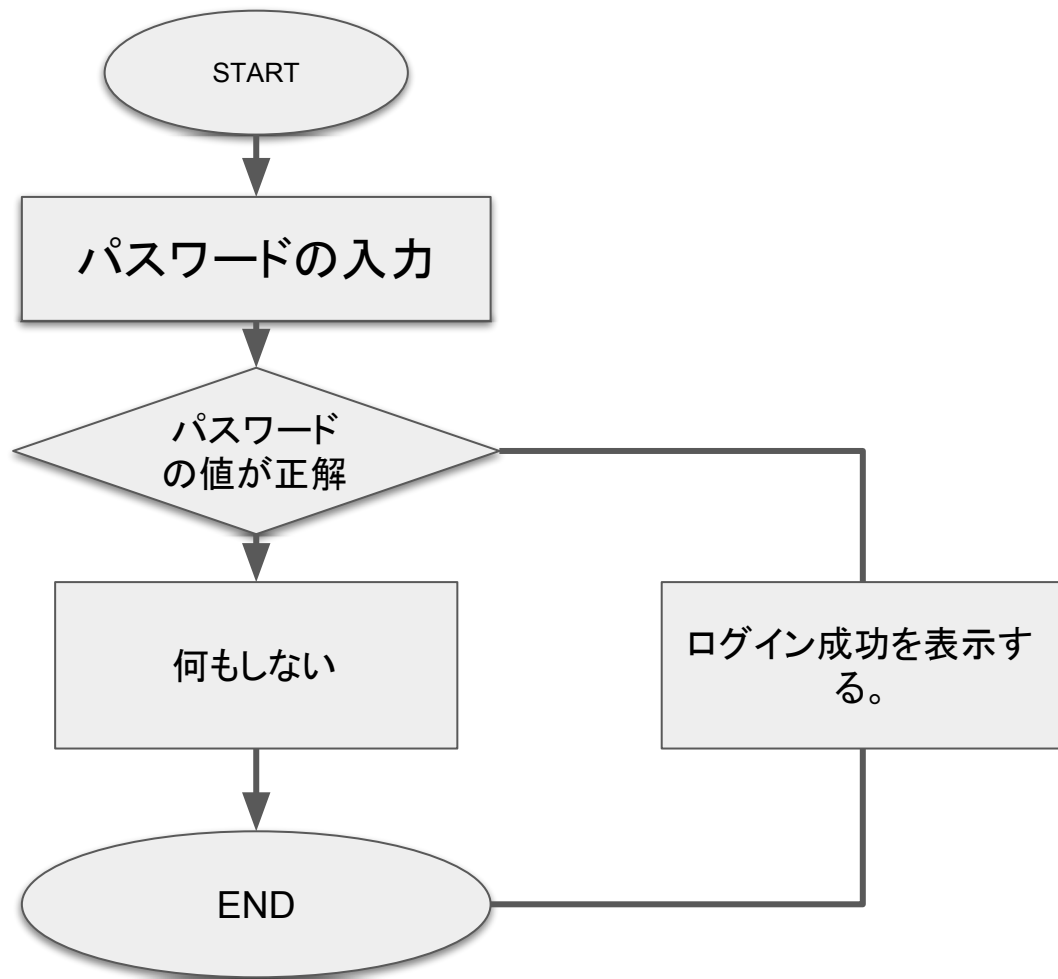 START
パスワードの入力
パスワード
の値が正解
何もしない
ログイン成功を表示す
る。
END